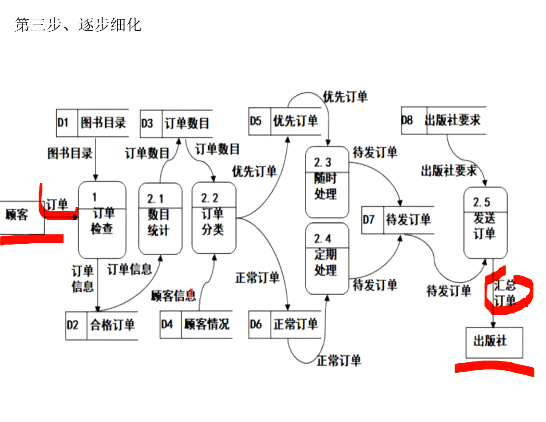 第三步、逐步细化
D1 图书目录
D3 订单数目
D5 优先订单
优先订单
D8 出版社要求
图书目录
订单数目
订单数目
优先订单
待发订单
出版社要求
顾客
订单
1
订单
检查
2.1
数目
统计
2.2
订单
分类
2.3
随时
处理
D7 待发订单
2.5
发送
订单
2.4
定期
处理
订单
信息
订单信息
顾客信息
正常订单
待发订单
待发订单
汇总
订单
D2 合格订单
D4 顾客情况
D6 正常订单
正常订单
出版社